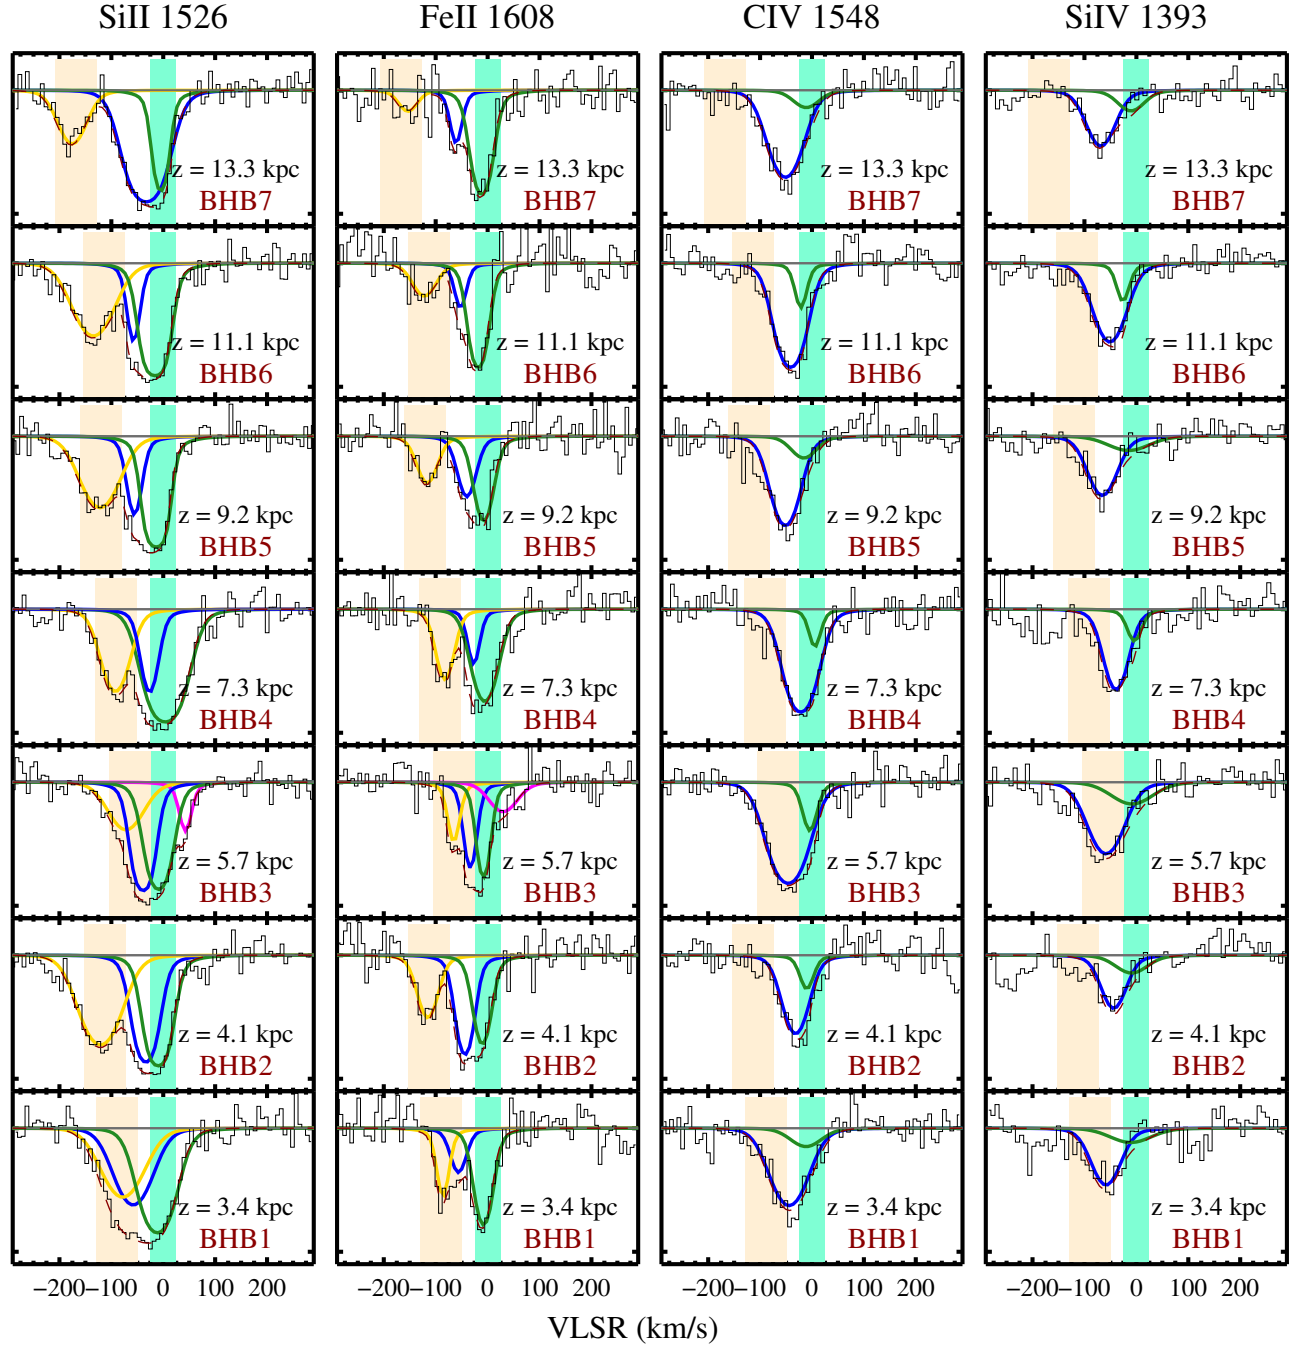 SiII 1526 FeII 1608 CIV 1548 SiIV 1393
z = 13.3 kpc z = 13.3 kpc z = 13.3 kpc z = 13.3 kpc
BHB7 BHB7 BHB7 BHB7
z = 11.1 kpc z = 11.1 kpc z = 11.1 kpc z = 11.1 kpc
BHB6 BHB6 BHB6 BHB6
z = 9.2 kpc z = 9.2 kpc z = 9.2 kpc z = 9.2 kpc
BHB5 BHB5 BHB5 BHB5
z = 7.3 kpc z = 7.3 kpc z = 7.3 kpc z = 7.3 kpc
BHB4 BHB4 BHB4 BHB4
z = 5.7 kpc z = 5.7 kpc z = 5.7 kpc z = 5.7 kpc
BHB3 BHB3 BHB3 BHB3
z = 4.1 kpc z = 4.1 kpc z = 4.1 kpc z = 4.1 kpc
BHB2 BHB2 BHB2 BHB2
z = 3.4 kpc z = 3.4 kpc z = 3.4 kpc z = 3.4 kpc
BHB1 BHB1 BHB1 BHB1
−200 −100 0 100 200 −200 −100 0 100 200 −200 −100 0 100 200 −200 −100 0 100 200
VLSR (km/s)